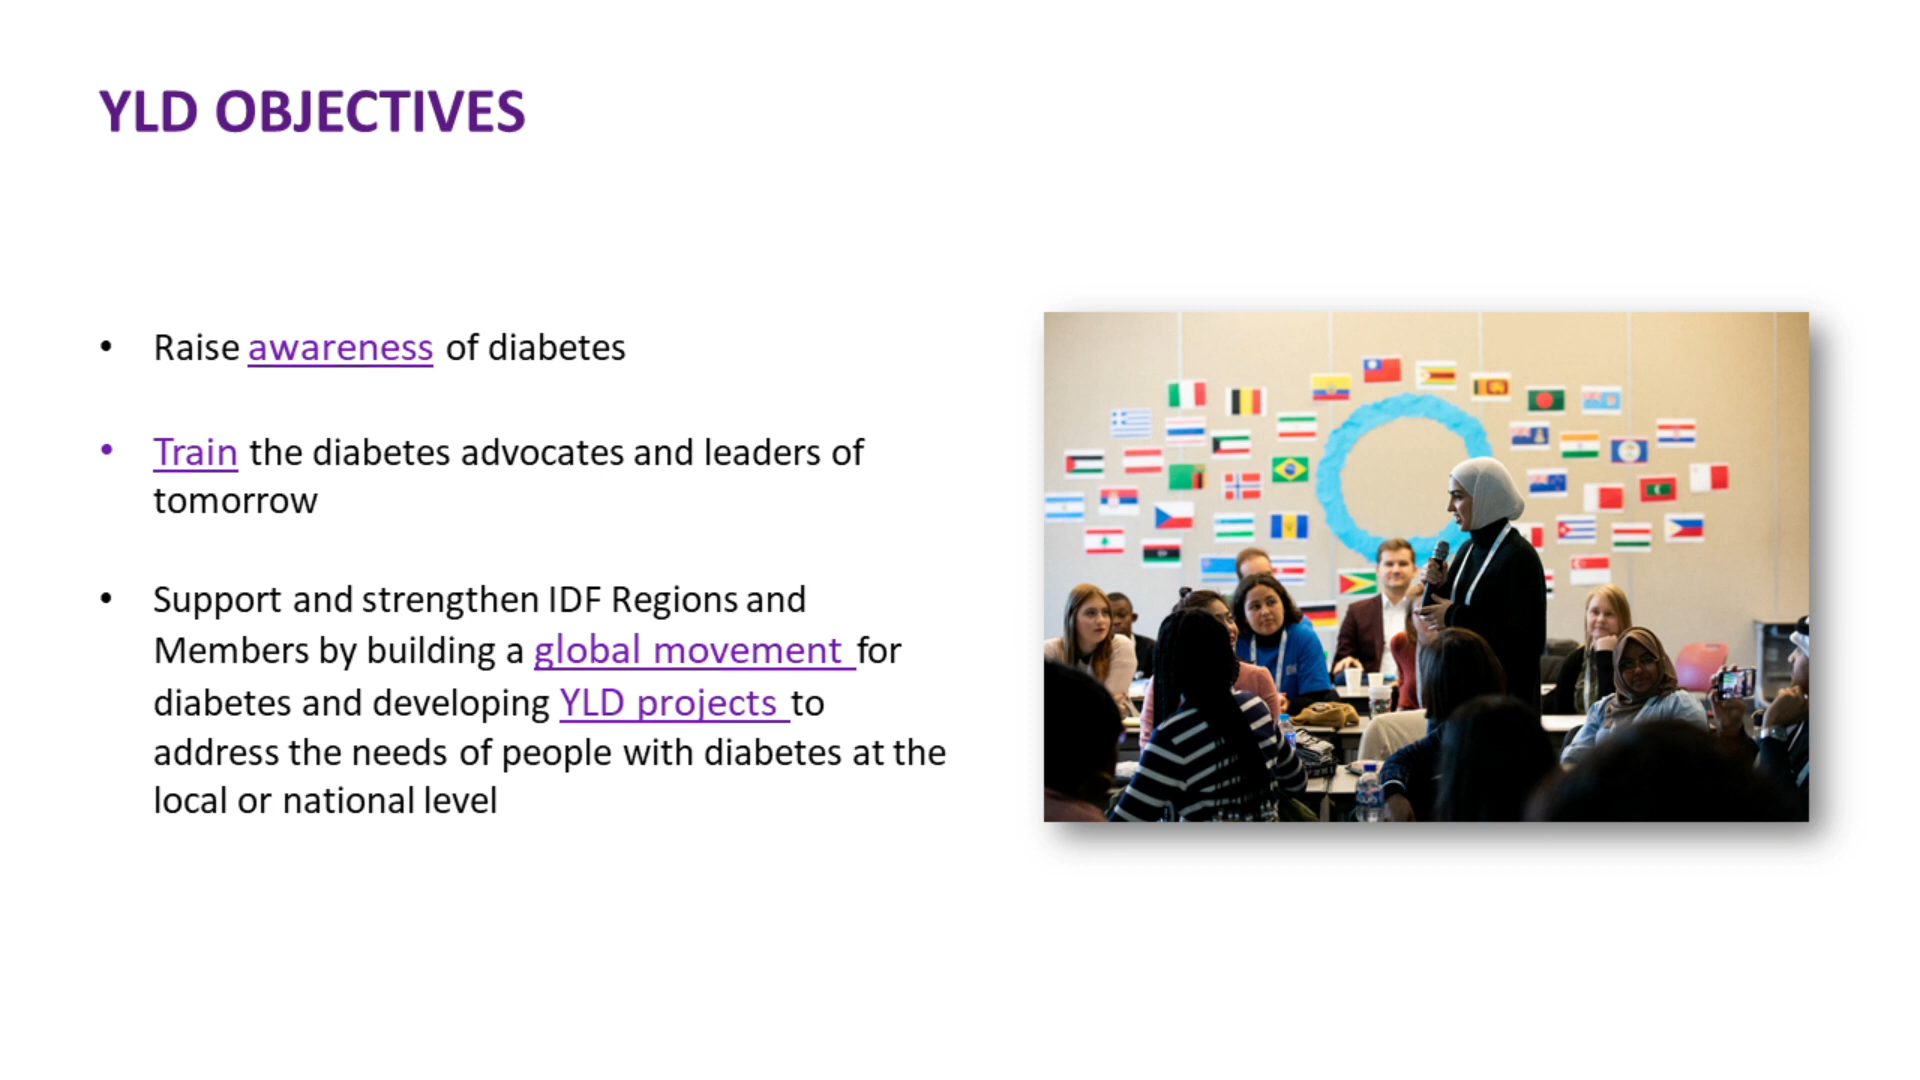 YLD OBJECTIVES
• Raise awareness of diabetes
• Train the diabetes advocates and leaders of
tomorrow
• Support and strengthen IDF Regions and
Members by building a global movement for
diabetes and developing YLD projects to
address the needs of people with diabetes at the
local or national level